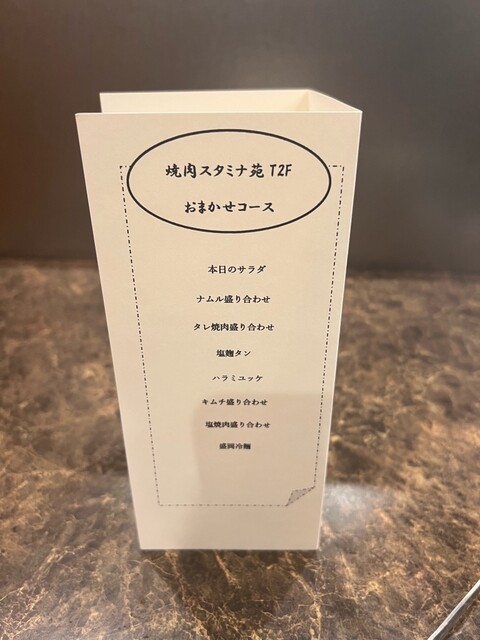 焼肉スタミナ苑 T2F
おまかせコース
本日のサラダ
ナムル盛り合わせ
タレ焼肉盛り合わせ
塩麹タン
ハラミユッケ
キムチ盛り合わせ
塩焼肉盛り合わせ
盛岡冷麺